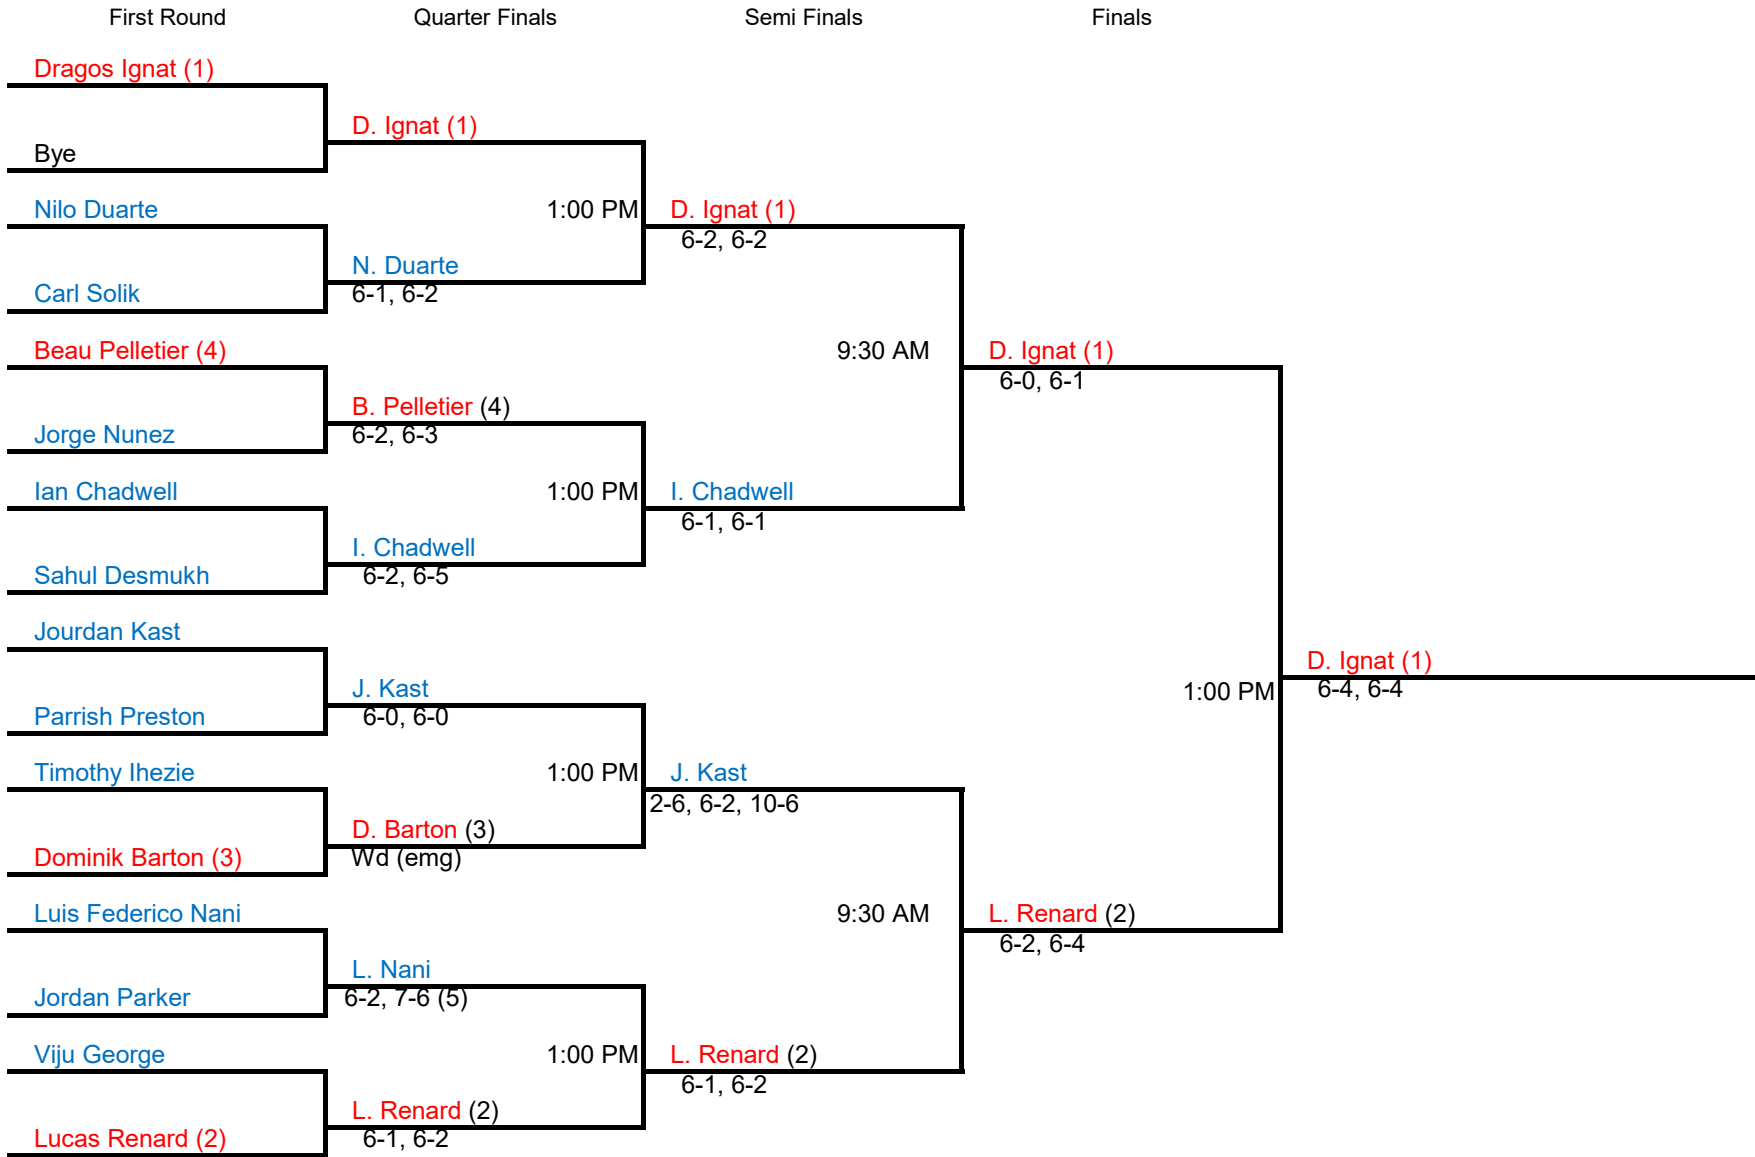 First Round
Quarter Finals
Semi Finals
Finals
Dragos Ignat (1)
D. Ignat (1)
Bye
Nilo Duarte
1:00 PM
D. Ignat (1)
6-2, 6-2
N. Duarte
Carl Solik
6-1, 6-2
Beau Pelletier (4)
9:30 AM
D. Ignat (1)
6-0, 6-1
B. Pelletier (4)
Jorge Nunez
6-2, 6-3
Ian Chadwell
1:00 PM
I. Chadwell
6-1, 6-1
I. Chadwell
Sahul Desmukh
6-2, 6-5
Jourdan Kast
D. Ignat (1)
J. Kast
1:00 PM
6-4, 6-4
Parrish Preston
6-0, 6-0
Timothy Ihezie
1:00 PM
J. Kast
2-6, 6-2, 10-6
D. Barton (3)
Dominik Barton (3)
Wd (emg)
Luis Federico Nani
9:30 AM
L. Renard (2)
6-2, 6-4
L. Nani
Jordan Parker
6-2, 7-6 (5)
Viju George
1:00 PM
L. Renard (2)
6-1, 6-2
L. Renard (2)
Lucas Renard (2)
6-1, 6-2